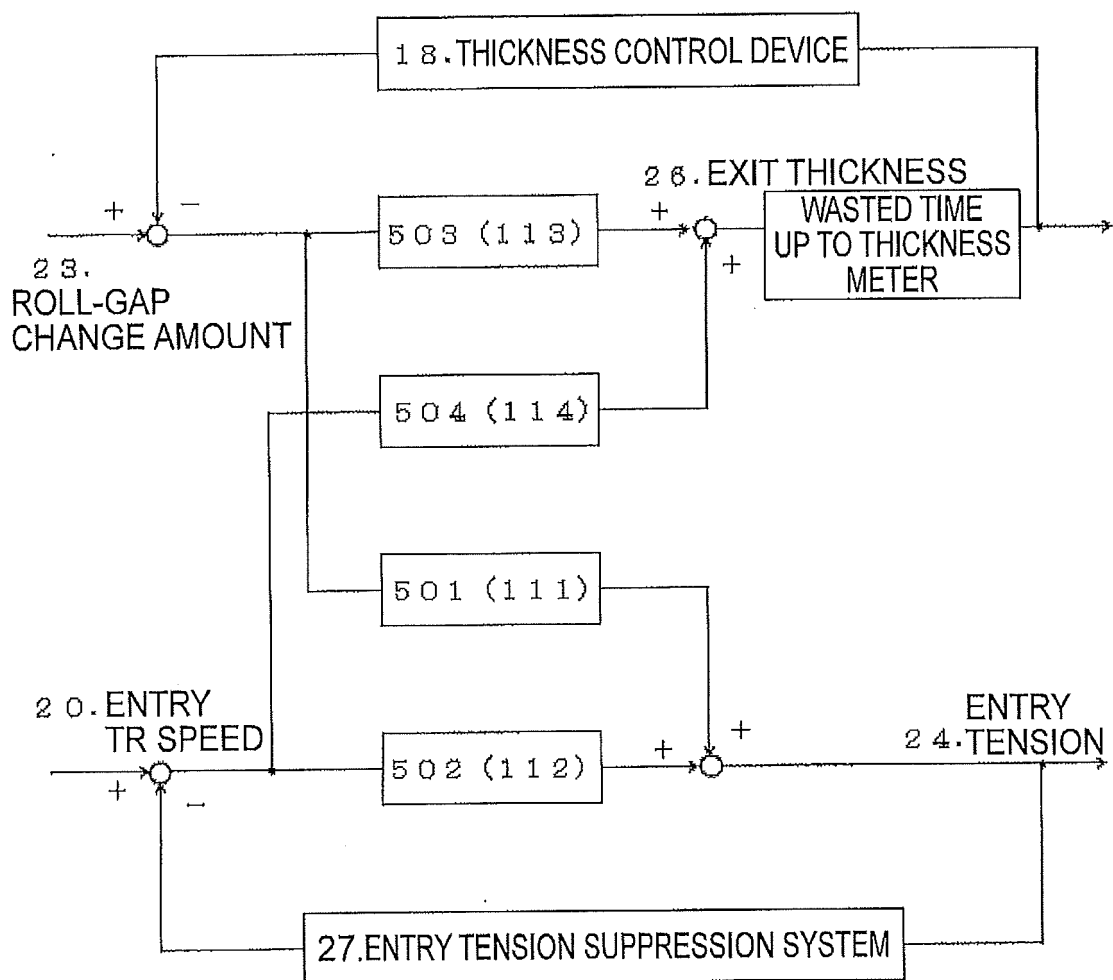 18.THICKNESS CONTROL DEVICE
26.EXIT THICKNESS
+
−
503 (113)
+
WASTED TIME
UP TO THICKNESS
METER
+
23.
ROLL-GAP
CHANGE AMOUNT
504 (114)
501 (111)
20.ENTRY
TR SPEED
ENTRY
24.TENSION
+
502 (112)
+
+
−
27.ENTRY TENSION SUPPRESSION SYSTEM